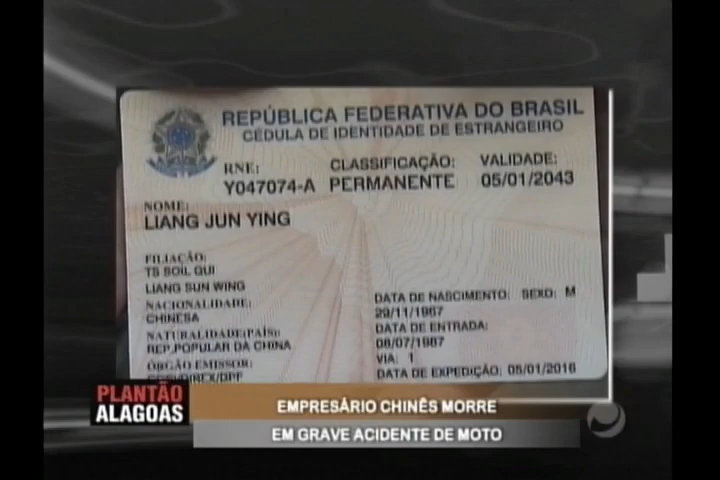 REPÚBLICA FEDERATIVA DO BRASIL
CÉDULA DE IDENTIDADE DE ESTRANGEIRO
RNE: CLASSIFICAÇÃO: VALIDADE:
Y047074-A PERMANENTE 05/01/2043
NOME:
LIANG JUN YING
FILIAÇÃO:
TS SOIL QUI
LIANG SUN WING
NACIONALIDADE:
CHINESA
NATURALIDADE(PAÍS):
REP.POPULAR DA CHINA
ÓRGÃO EMISSOR:
DATA DE NASCIMENTO: SEXO: M
29/11/1967
DATA DE ENTRADA:
08/07/1987
VIA: 1
DATA DE EXPEDIÇÃO: 05/01/2016
PLANTÃO
ALAGOAS
EMPRESÁRIO CHINÊS MORRE
EM GRAVE ACIDENTE DE MOTO